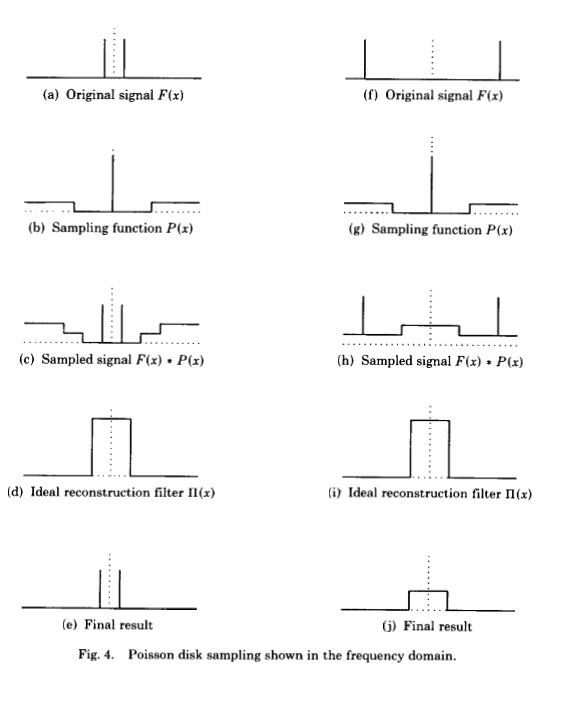 (a) Original signal F(x)
(f) Original signal F(x)
(b) Sampling function P(x)
(g) Sampling function P(x)
(c) Sampled signal F(x) * P(x)
(h) Sampled signal F(x) * P(x)
(d) Ideal reconstruction filter Π(x)
(i) Ideal reconstruction filter Π(x)
(e) Final result
(j) Final result
Fig. 4. Poisson disk sampling shown in the frequency domain.